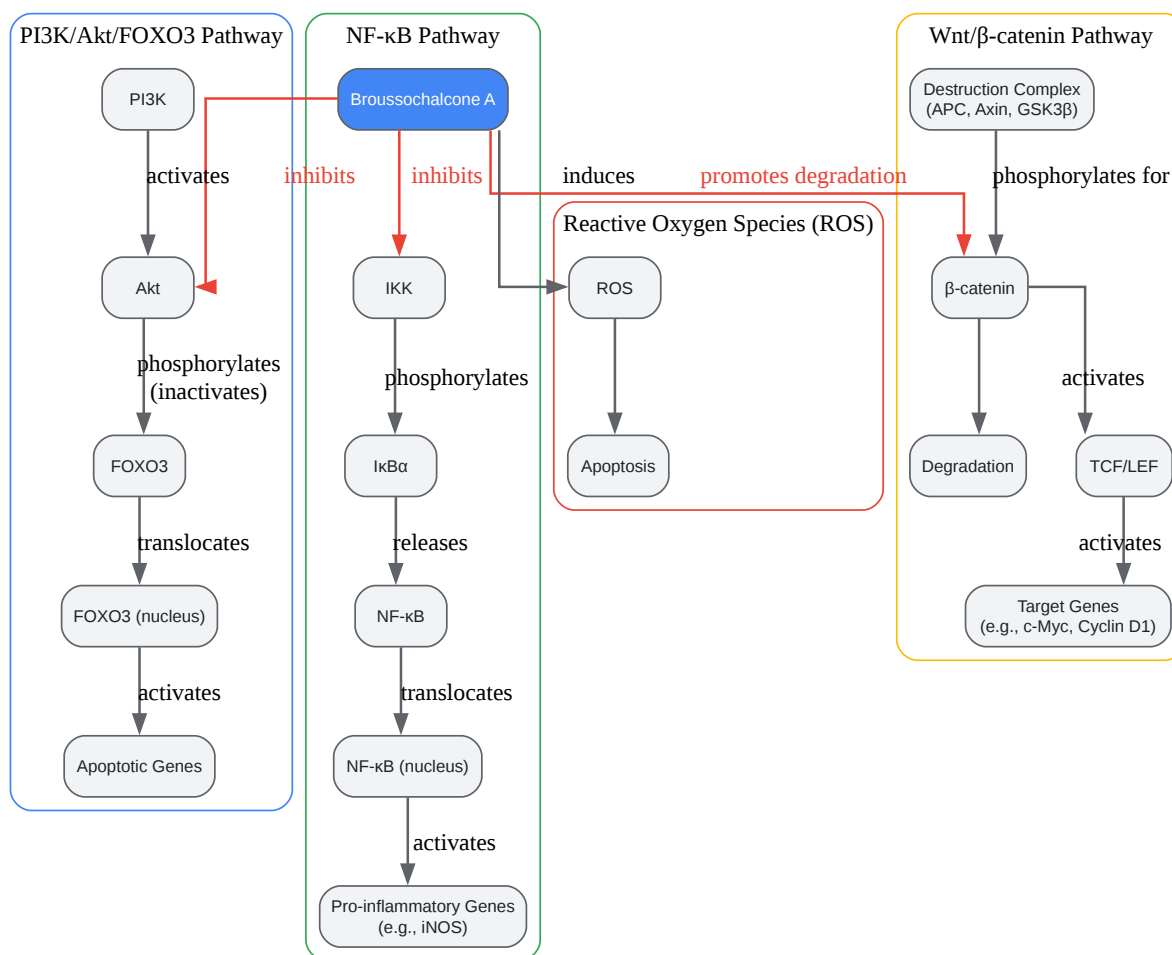 PI3K/Akt/FOXO3 Pathway
PI3K
activates
Akt
phosphorylates
(inactivates)
FOXO3
translocates
FOXO3 (nucleus)
activates
Apoptotic Genes
NF-κB Pathway
Broussochalcone A
inhibits
inhibits
induces
promotes degradation
IKK
phosphorylates
IκBα
releases
NF-κB
translocates
NF-κB (nucleus)
activates
Pro-inflammatory Genes
(e.g., iNOS)
Reactive Oxygen Species (ROS)
ROS
Apoptosis
Wnt/β-catenin Pathway
Destruction Complex
(APC, Axin, GSK3β)
phosphorylates for
β-catenin
activates
Degradation
TCF/LEF
activates
Target Genes
(e.g., c-Myc, Cyclin D1)